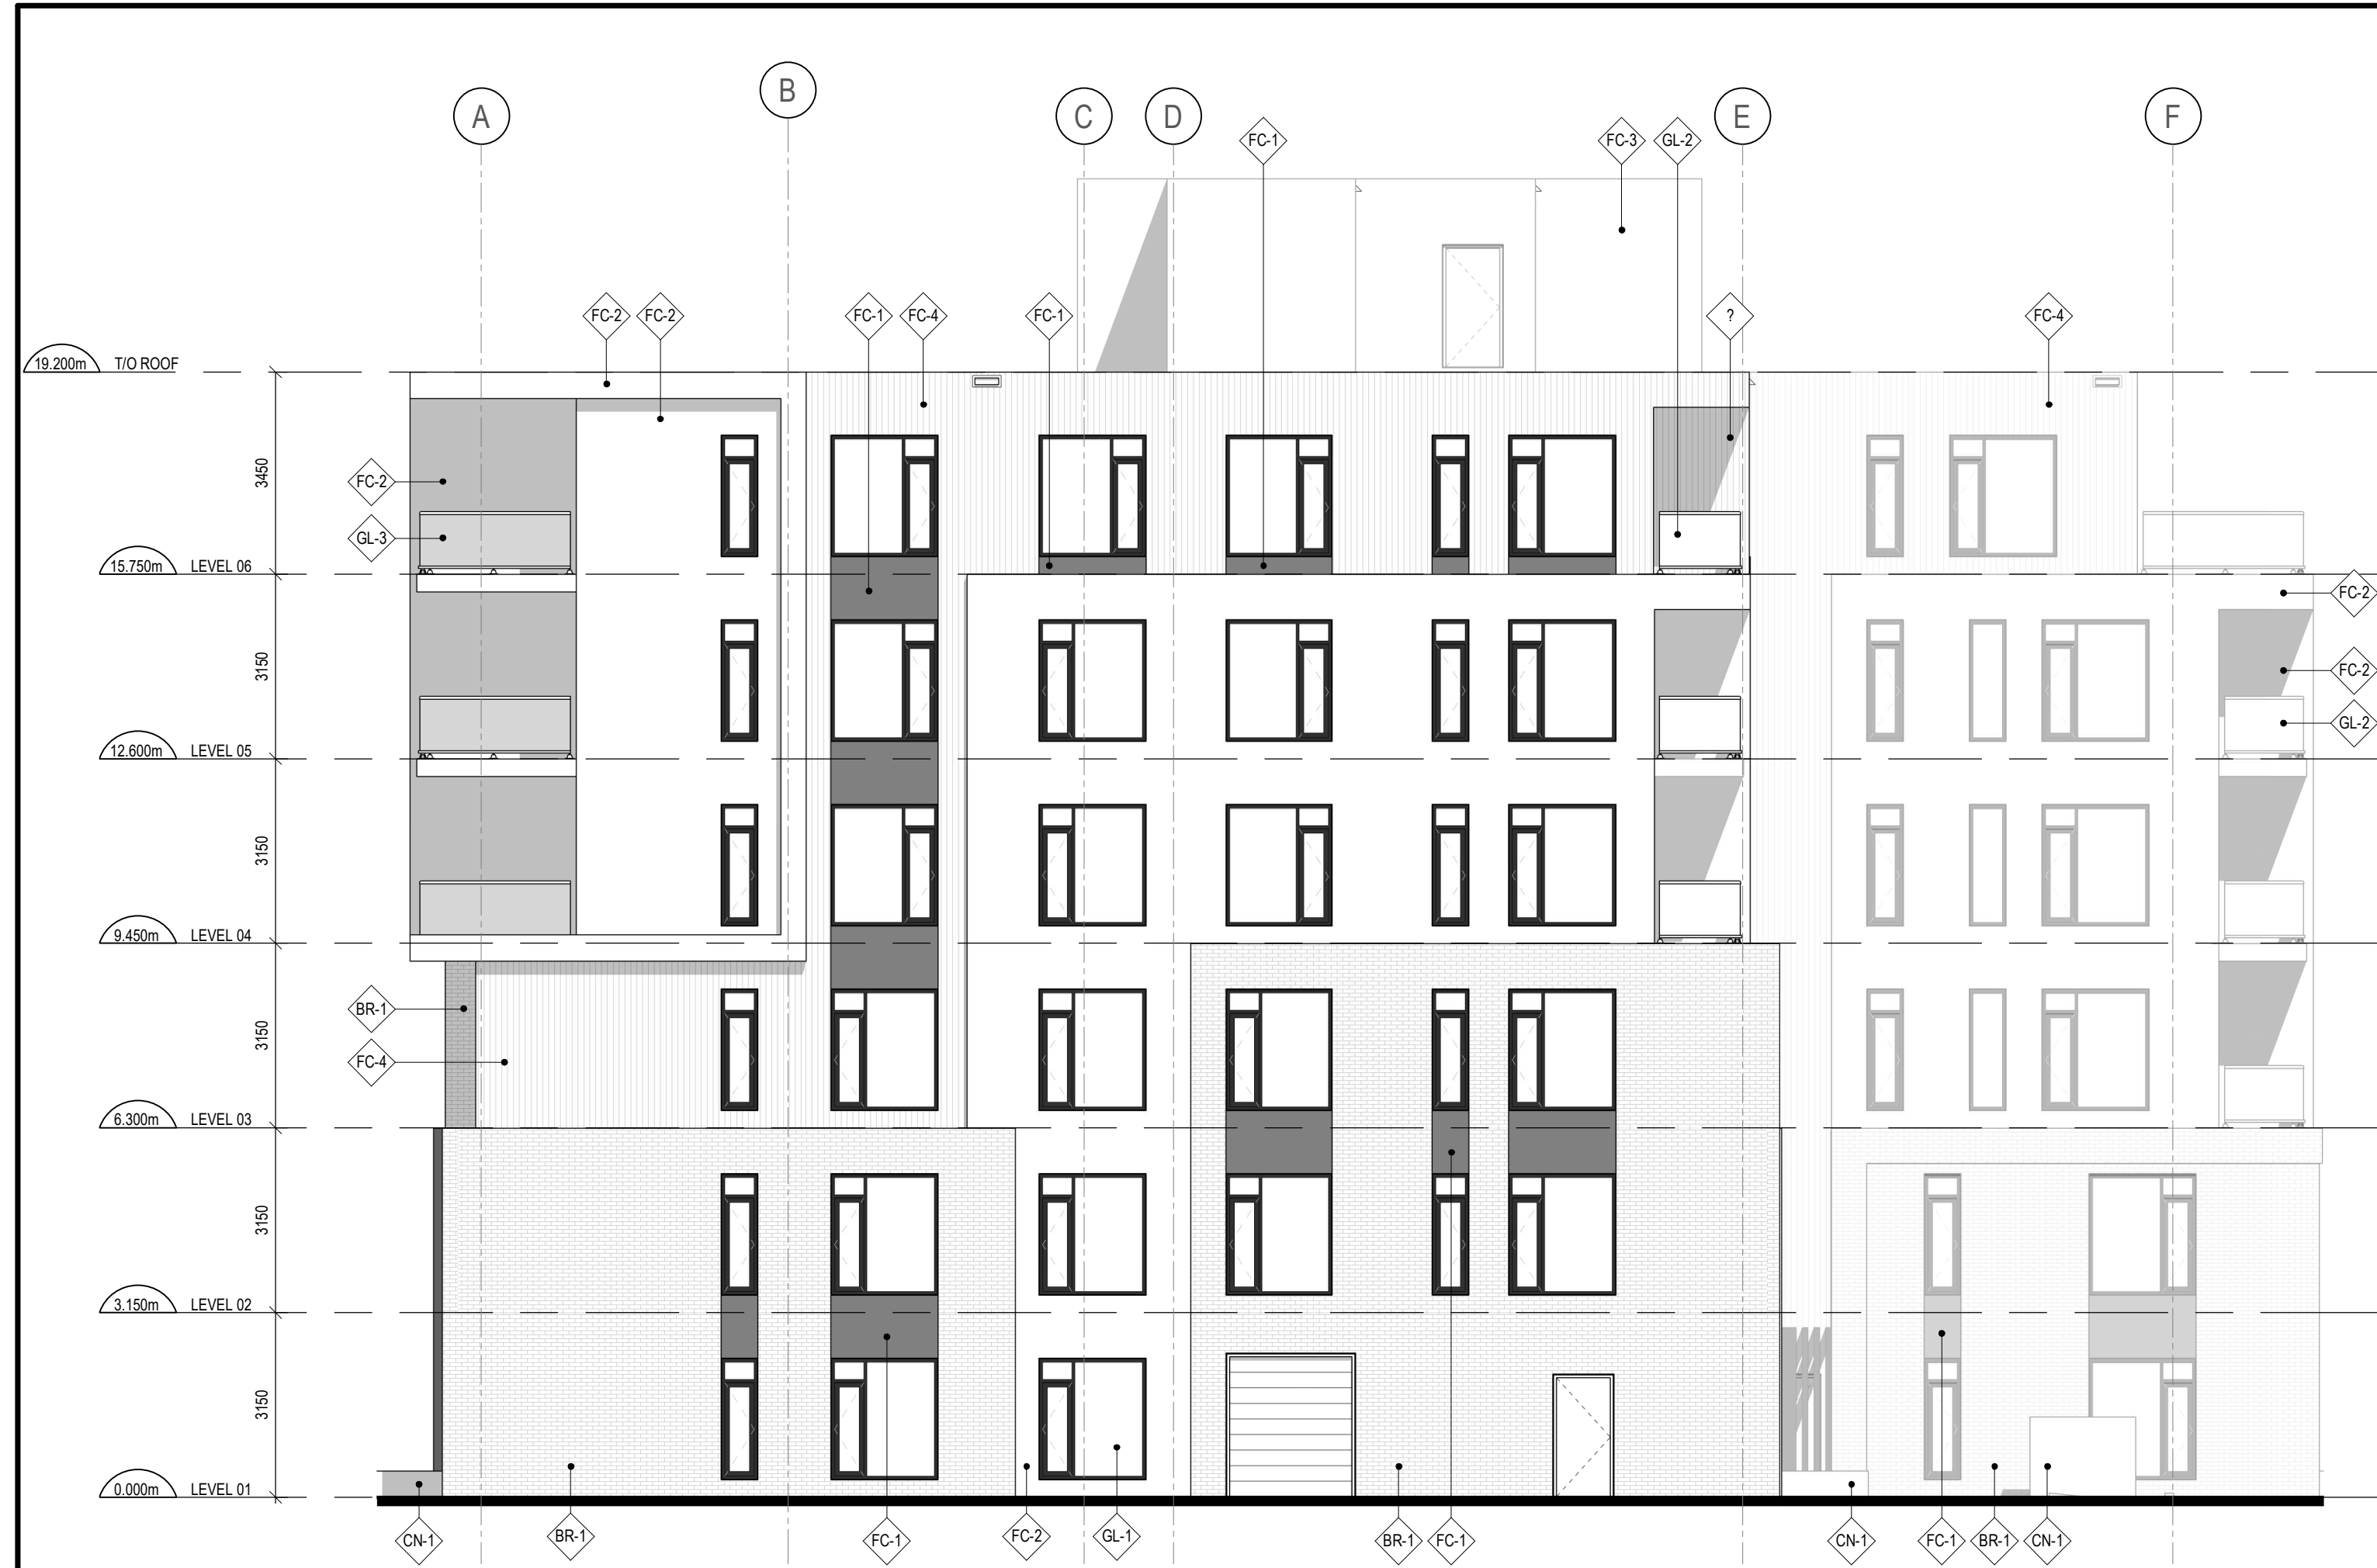 B
A
C
D
E
F
FC-1
FC-3
GL-2
FC-2
FC-2
FC-1
FC-4
FC-1
?
FC-4
19.200m T/O ROOF
3450
FC-2
GL-3
15.750m LEVEL 06
FC-2
3150
FC-2
GL-2
12.600m LEVEL 05
3150
9.450m LEVEL 04
BR-1
3150
FC-4
6.300m LEVEL 03
3150
3.150m LEVEL 02
3150
0.000m LEVEL 01
CN-1
BR-1
FC-1
FC-2
GL-1
BR-1
FC-1
CN-1
FC-1
BR-1
CN-1